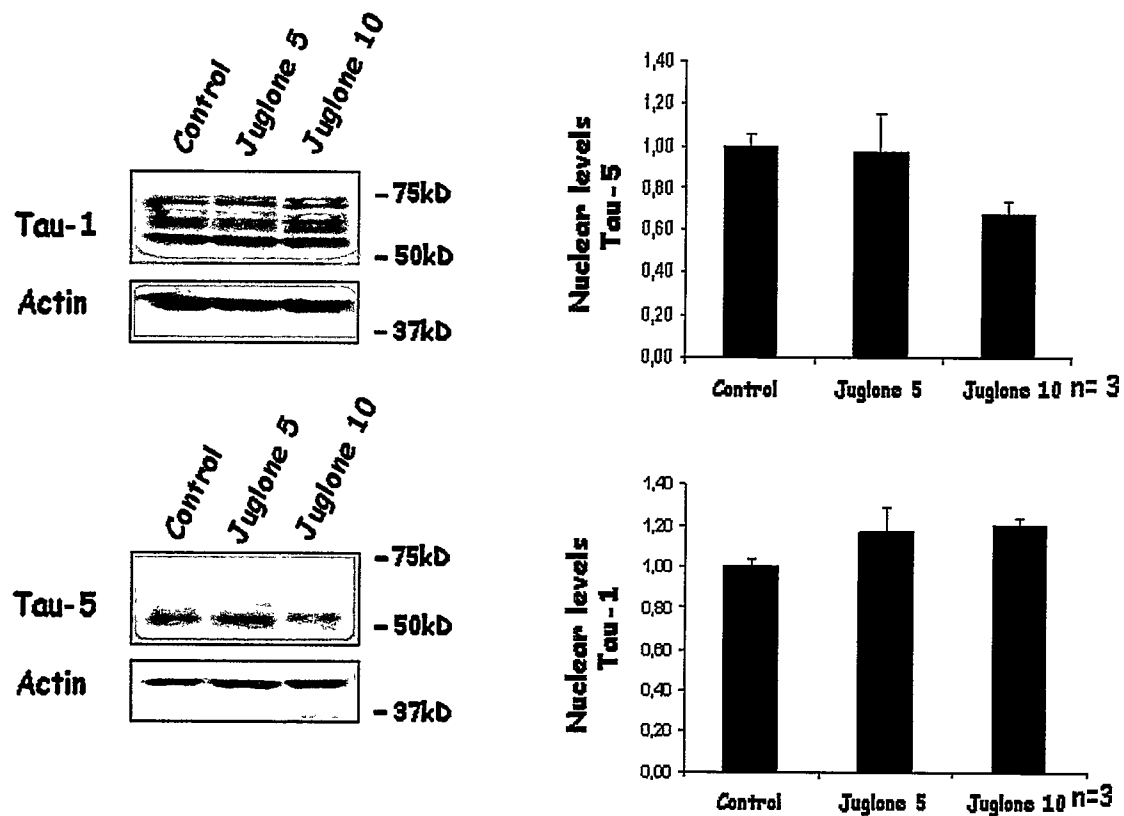 Control Juglone 5 Juglone 10
Tau-1
-75kD
-50kD
Actin
-37kD
Control Juglone 5 Juglone 10
Tau-5
-75kD
-50kD
Actin
-37kD
Nuclear levels
Tau-5
1,40
1,20
1,00
0,80
0,60
0,40
0,20
0,00
Control Juglone 5 Juglone 10 n= 3
Nuclear levels
Tau-1
1,40
1,20
1,00
0,80
0,60
0,40
0,20
0,00
Control Juglone 5 Juglone 10 n=3